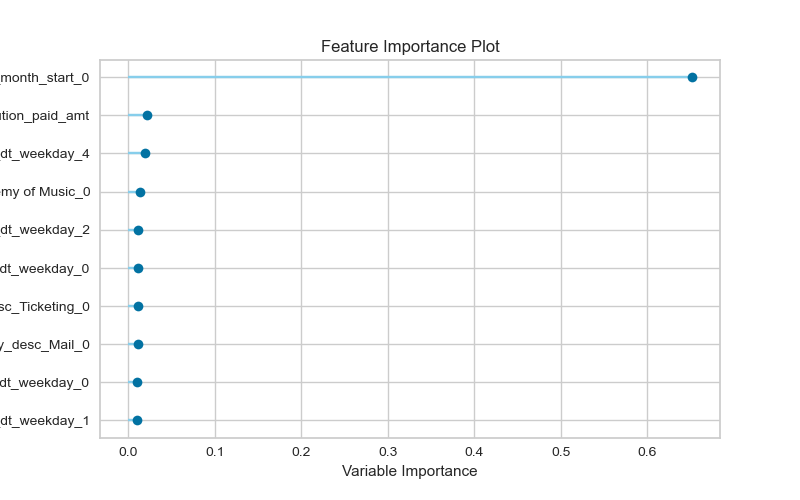 Feature Importance Plot
month_start_0
ution_paid_amt
dt_weekday_4
my of Music_0
dt_weekday_2
dt_weekday_0
sc_Ticketing_0
y_desc_Mail_0
dt_weekday_0
dt_weekday_1
0.0 0.1 0.2 0.3 0.4 0.5 0.6
Variable Importance